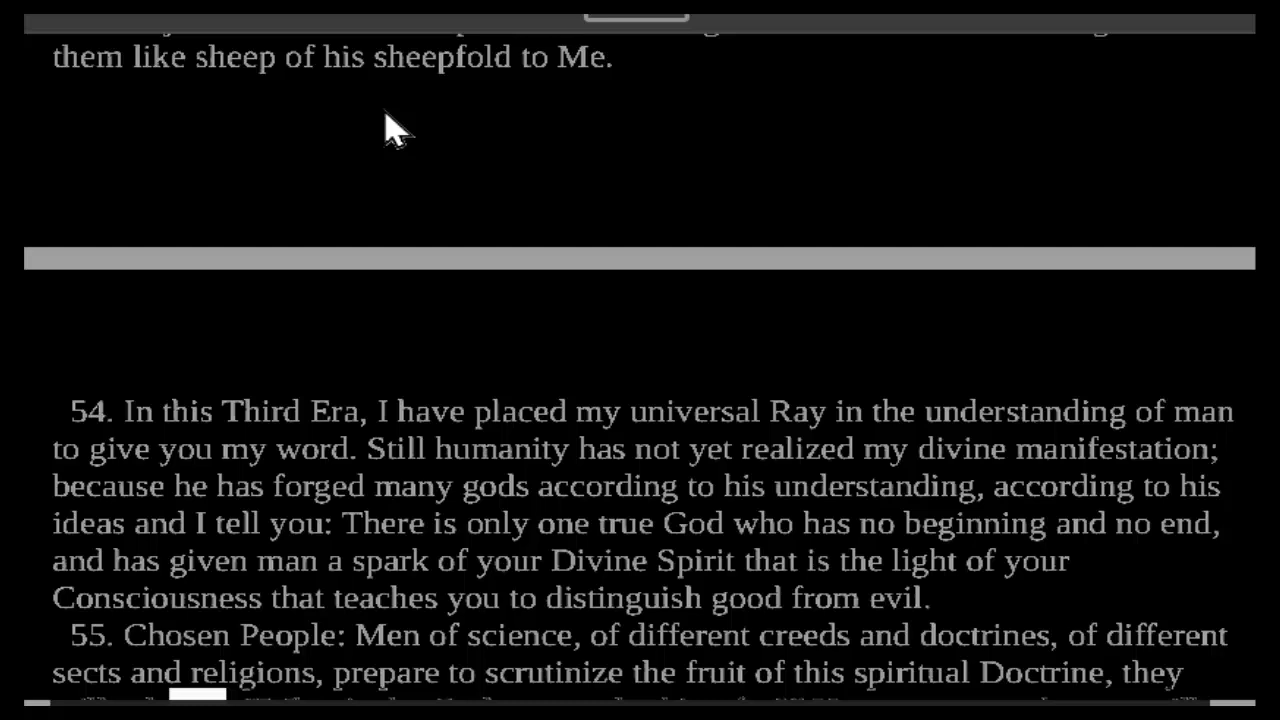 them like sheep of his sheepfold to Me.
54. In this Third Era, I have placed my universal Ray in the understanding of man
to give you my word. Still humanity has not yet realized my divine manifestation;
because he has forged many gods according to his understanding, according to his
ideas and I tell you: There is only one true God who has no beginning and no end,
and has given man a spark of your Divine Spirit that is the light of your
Consciousness that teaches you to distinguish good from evil.
55. Chosen People: Men of science, of different creeds and doctrines, of different
sects and religions, prepare to scrutinize the fruit of this spiritual Doctrine, they